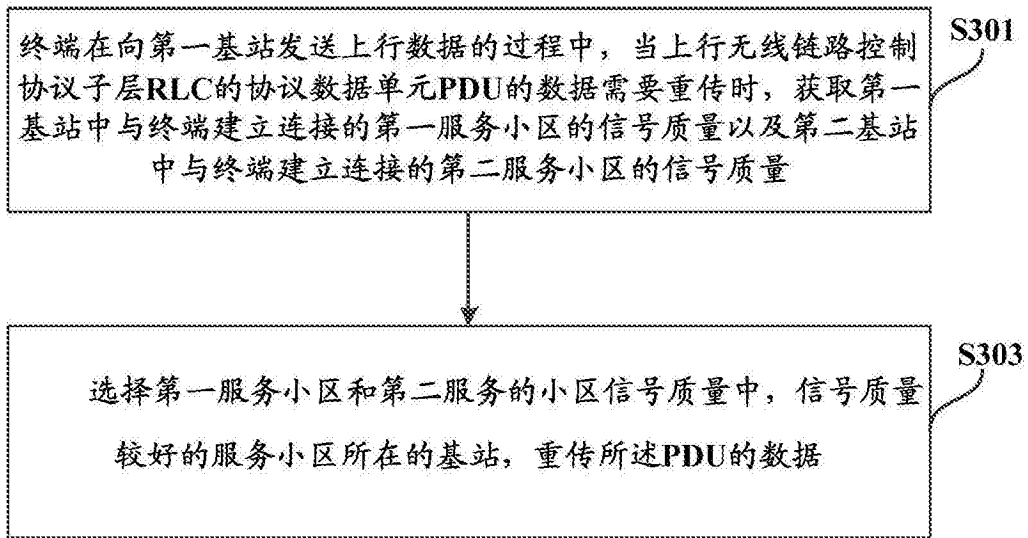 终端在向第一基站发送上行数据的过程中，当上行无线链路控制
协议子层RLC的协议数据单元PDU的数据需要重传时，获取第一
基站中与终端建立连接的第一服务小区的信号质量以及第二基站
中与终端建立连接的第二服务小区的信号质量
S301
选择第一服务小区和第二服务的小区信号质量中，信号质量
较好的服务小区所在的基站，重传所述PDU的数据
S303